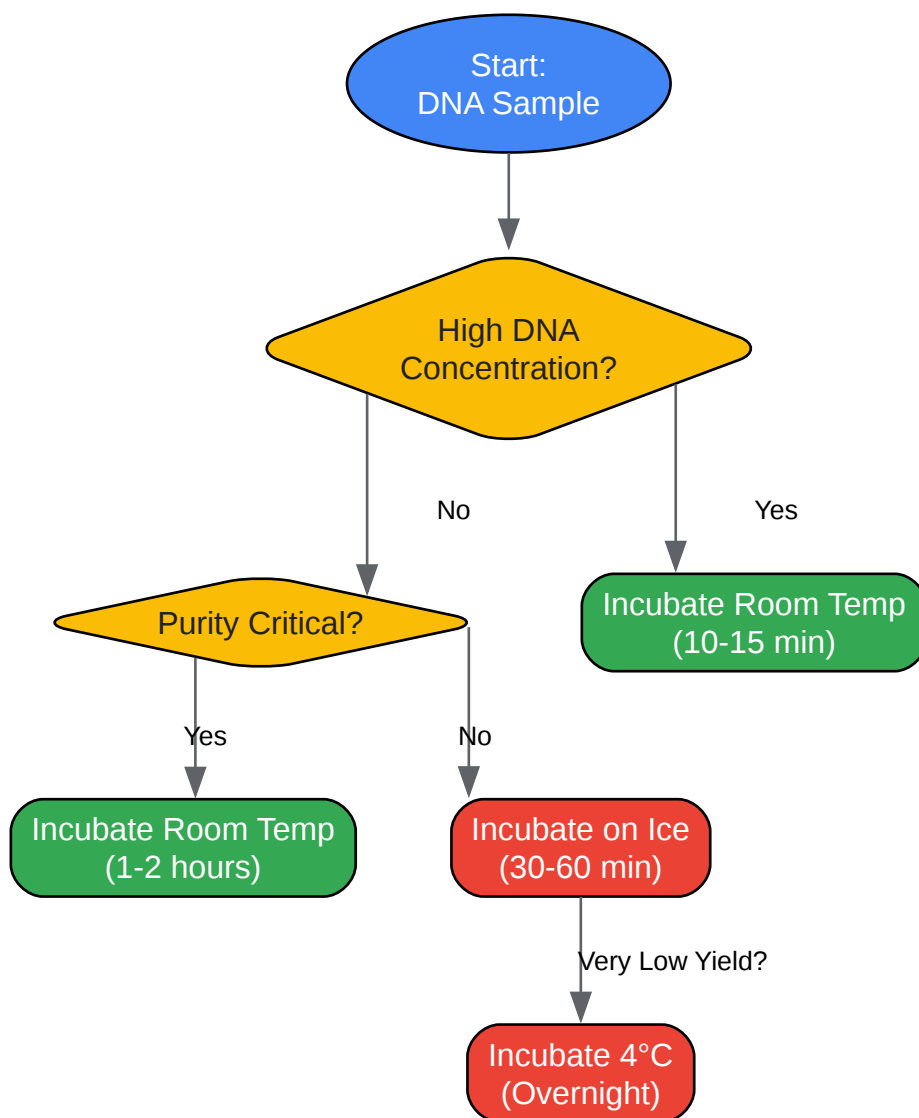 Start:
DNA Sample
High DNA
Concentration?
No
Yes
Purity Critical?
Incubate Room Temp
(10-15 min)
Yes
No
Incubate Room Temp
(1-2 hours)
Incubate on Ice
(30-60 min)
Very Low Yield?
Incubate 4°C
(Overnight)